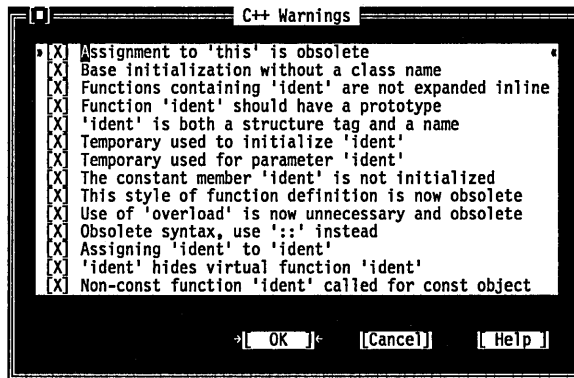 C++ Warnings
[X] Assignment to 'this' is obsolete
[X] Base initialization without a class name
[X] Functions containing 'ident' are not expanded inline
[X] Function 'ident' should have a prototype
[X] 'ident' is both a structure tag and a name
[X] Temporary used to initialize 'ident'
[X] Temporary used for parameter 'ident'
[X] The constant member 'ident' is not initialized
[X] This style of function definition is now obsolete
[X] Use of 'overload' is now unnecessary and obsolete
[X] Obsolete syntax, use '::' instead
[X] Assigning 'ident' to 'ident'
[X] 'ident' hides virtual function 'ident'
[X] Non-const function 'ident' called for const object
[ OK ] [Cancel] [ Help ]